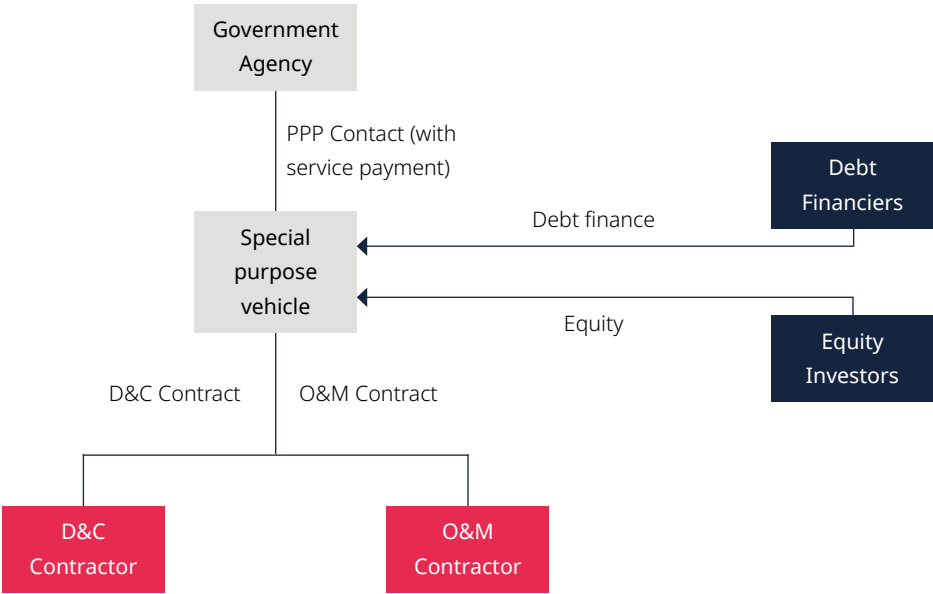 Government
Agency
PPP Contact (with
service payment)
Debt
Financiers
Debt finance
Special
purpose
vehicle
Equity
Equity
Investors
D&C Contract
O&M Contract
D&C
Contractor
O&M
Contractor